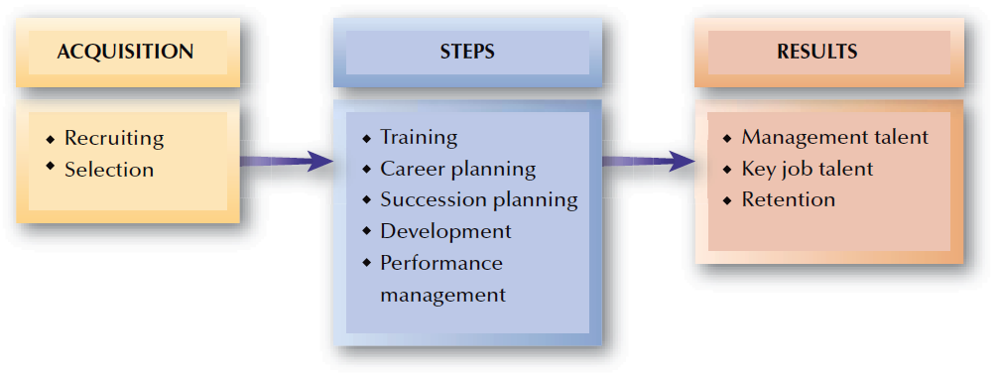 ACQUISITION
Recruiting
Selection
STEPS
Training
Career planning
Succession planning
Development
Performance
management
RESULTS
Management talent
Key job talent
Retention